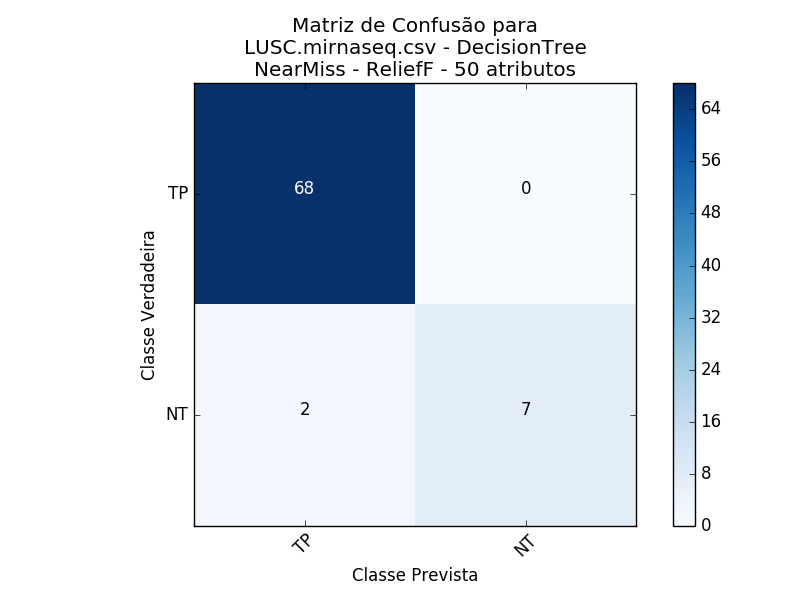 Matriz de Confusão para
LUSC.mirnaseq.csv - DecisionTree
NearMiss - ReliefF - 50 atributos
Classe Verdadeira
TP
68
0
NT
2
7
TP
NT
Classe Prevista
64
56
48
40
32
24
16
8
0